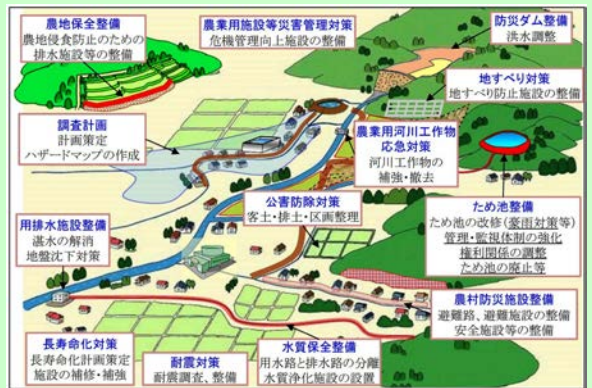 農地保全整備
農地侵食防止のための
排水施設等の整備
農業用施設等災害管理対策
危機管理向上施設の整備
防災ダム整備
洪水調整
地すべり対策
地すべり防止施設の整備
調査計画
計画策定
ハザードマップの作成
農業用河川工作物
応急対策
河川工作物の
補強・撤去
公害防除対策
客土・排土・区画整理
ため池整備
ため池の改修(豪雨対策等)
管理・監視体制の強化
権利関係の調整
ため池の廃止等
用排水施設整備
湛水の解消
地盤沈下対策
農村防災施設整備
避難路、避難施設の整備
安全施設等の整備
長寿命化対策
長寿命化計画策定
施設の補修・補強
耐震対策
耐震調査、整備
水質保全整備
用水路と排水路の分離
水質浄化施設の設置